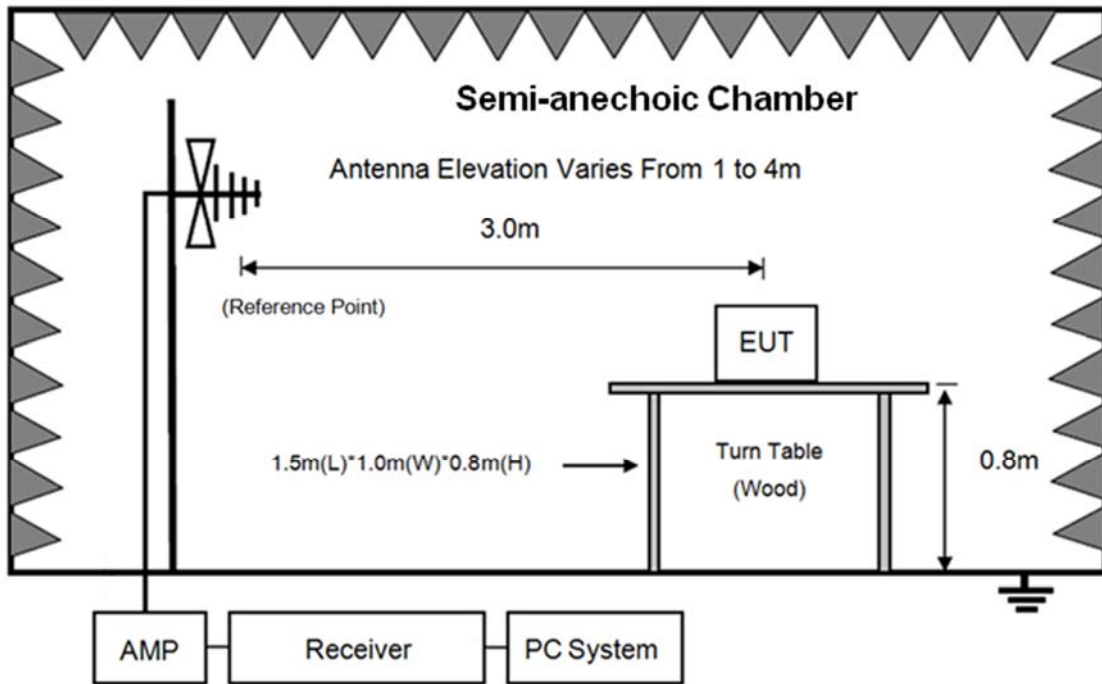 Semi-anechoic Chamber
Antenna Elevation Varies From 1 to 4m
3.0m
(Reference Point)
EUT
1.5m(L)*1.0m(W)*0.8m(H)
Turn Table
(Wood)
0.8m
AMP
Receiver
PC System